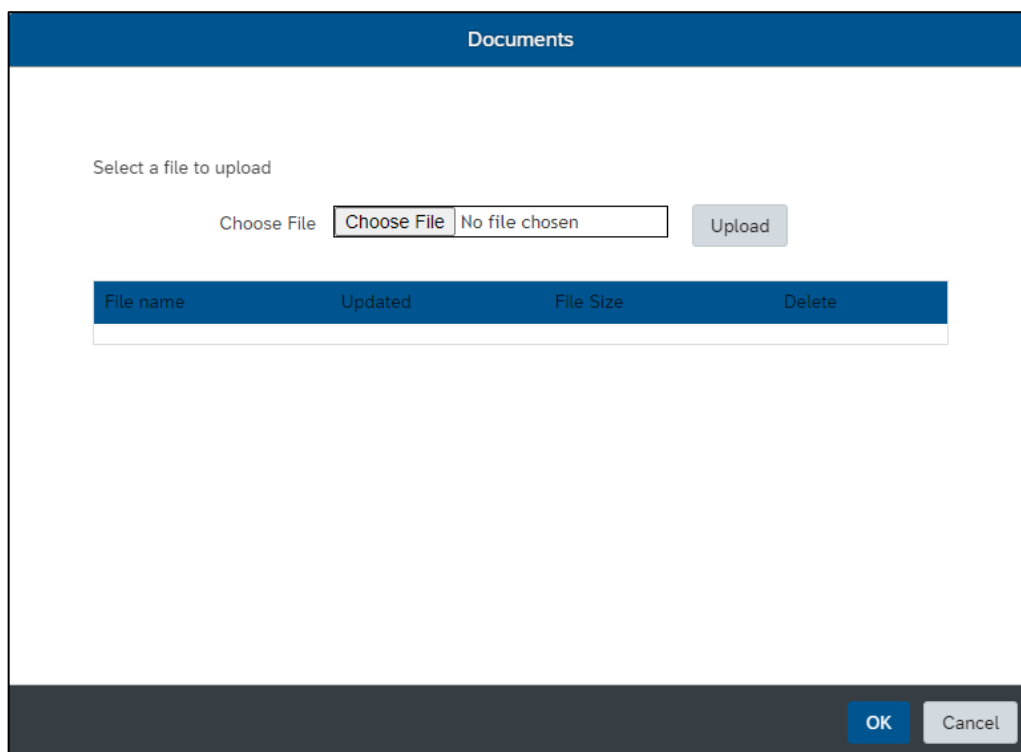 Documents
Select a file to upload
Choose File Choose File No file chosen Upload
File name Updated File Size Delete
OK Cancel